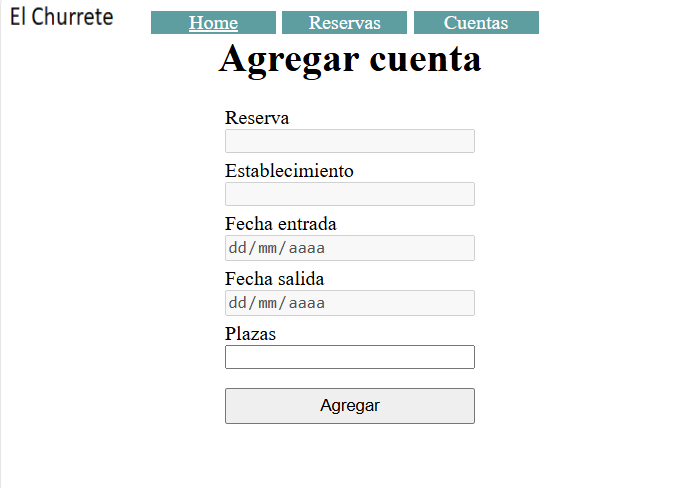 El Churrete
Home Reservas Cuentas
Agregar cuenta
Reserva
Establecimiento
Fecha entrada
dd/mm/aaaa
Fecha salida
dd/mm/aaaa
Plazas
Agregar